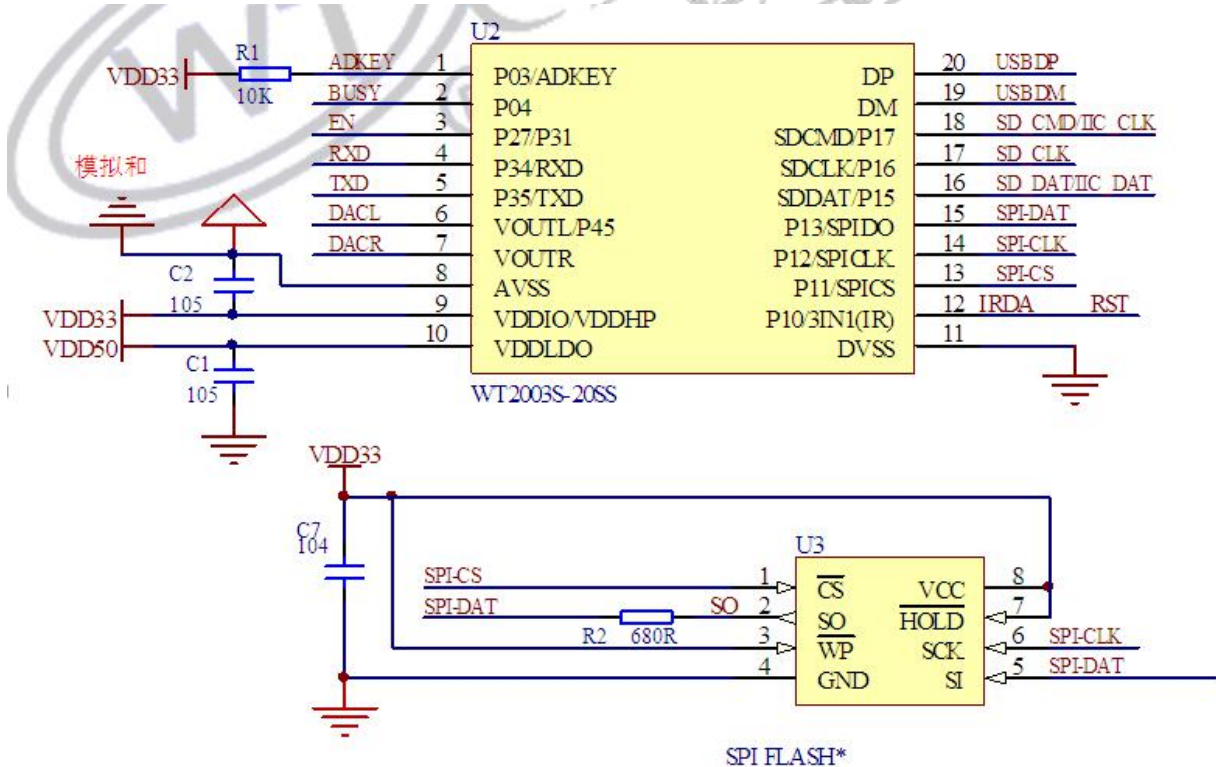 WT
®
U2
VDD33 R1 10K ADKEY 1 P03/ADKEY DP 20 USBDP
BUSY 2 P04 DM 19 USBDM
EN 3 P27/P31 SDCMD/P17 18 SD CMD/IIC CLK
RXD 4 P34/RXD SDCLK/P16 17 SD CLK
模拟和
TXD 5 P35/TXD SDDAT/P15 16 SD DAT/IIC DAT
DACL 6 VOUTL/P45 P13/SPIDO 15 SPI-DAT
DACR 7 VOUTR P12/SPICLK 14 SPI-CLK
C2 105 8 AVSS P11/SPICS 13 SPI-CS
VDD33 9 VDDIO/VDDHP P10/3IN1(IR) 12 IRDA RST
VDD50 10 VDDLDO DVSS 11
C1
105
WT2003S-20SS
VDD33
C7
104
U3
SPI-CS 1 CS VCC 8
SPI-DAT R2 680R SO 2 SO HOLD 7
3 WP SCK 6 SPI-CLK
4 GND SI 5 SPI-DAT
SPI FLASH*